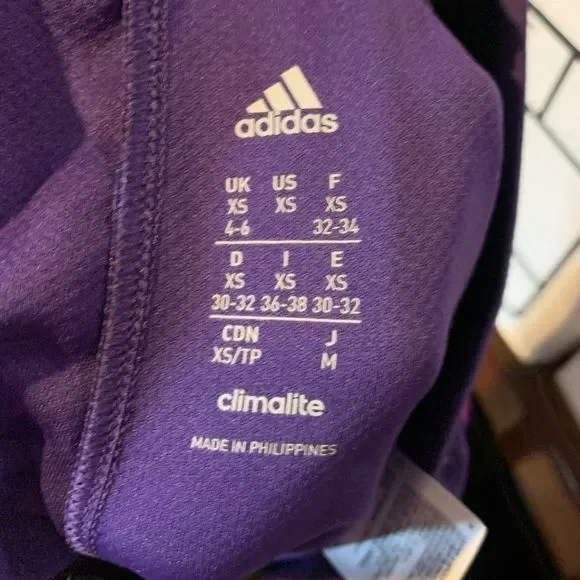 adidas
UK US F
XS XS XS
4-6 32-34
D I E
XS XS XS
30-32 36-38 30-32
CDN J
XS/TP M
climalite
MADE IN PHILIPPINES